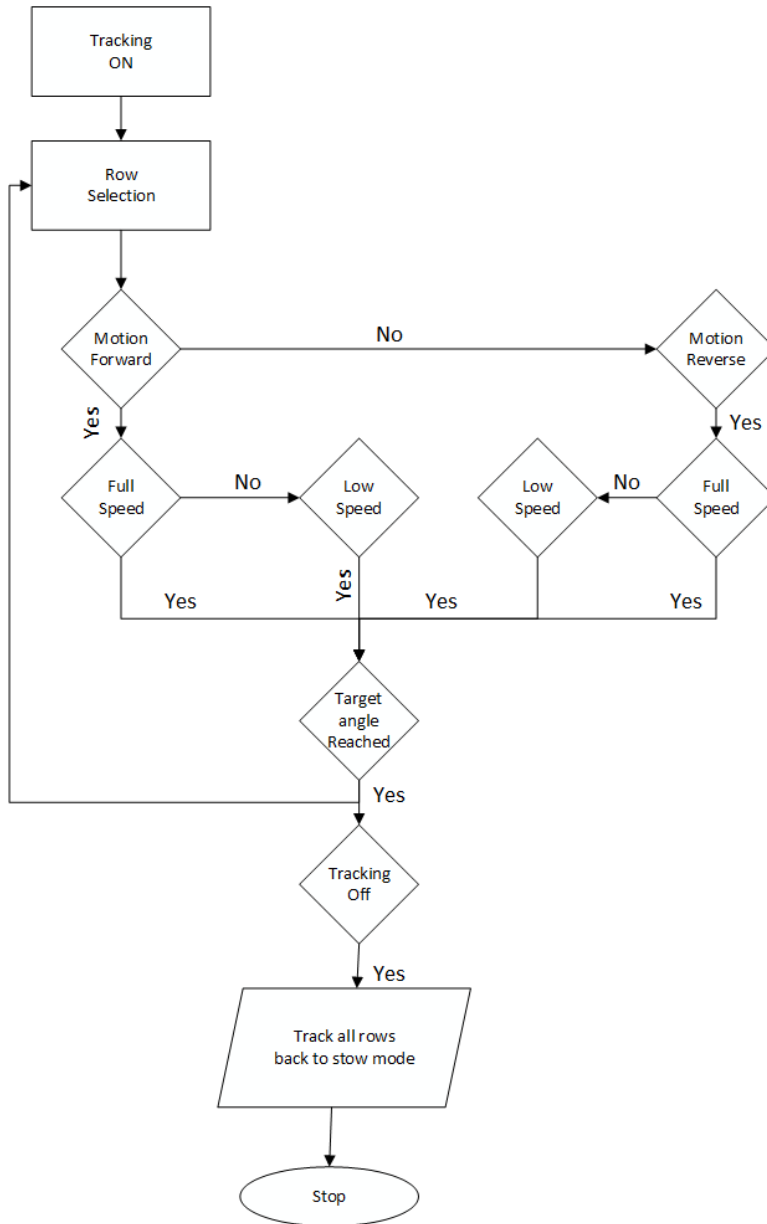 Tracking
ON
Row
Selection
Motion
Forward
No
Motion
Reverse
Yes
Yes
Full
Speed
No
Low
Speed
Low
Speed
No
Full
Speed
Yes
Yes
Yes
Yes
Target
angle
Reached
Yes
Tracking
Off
Yes
Track all rows
back to stow mode
Stop